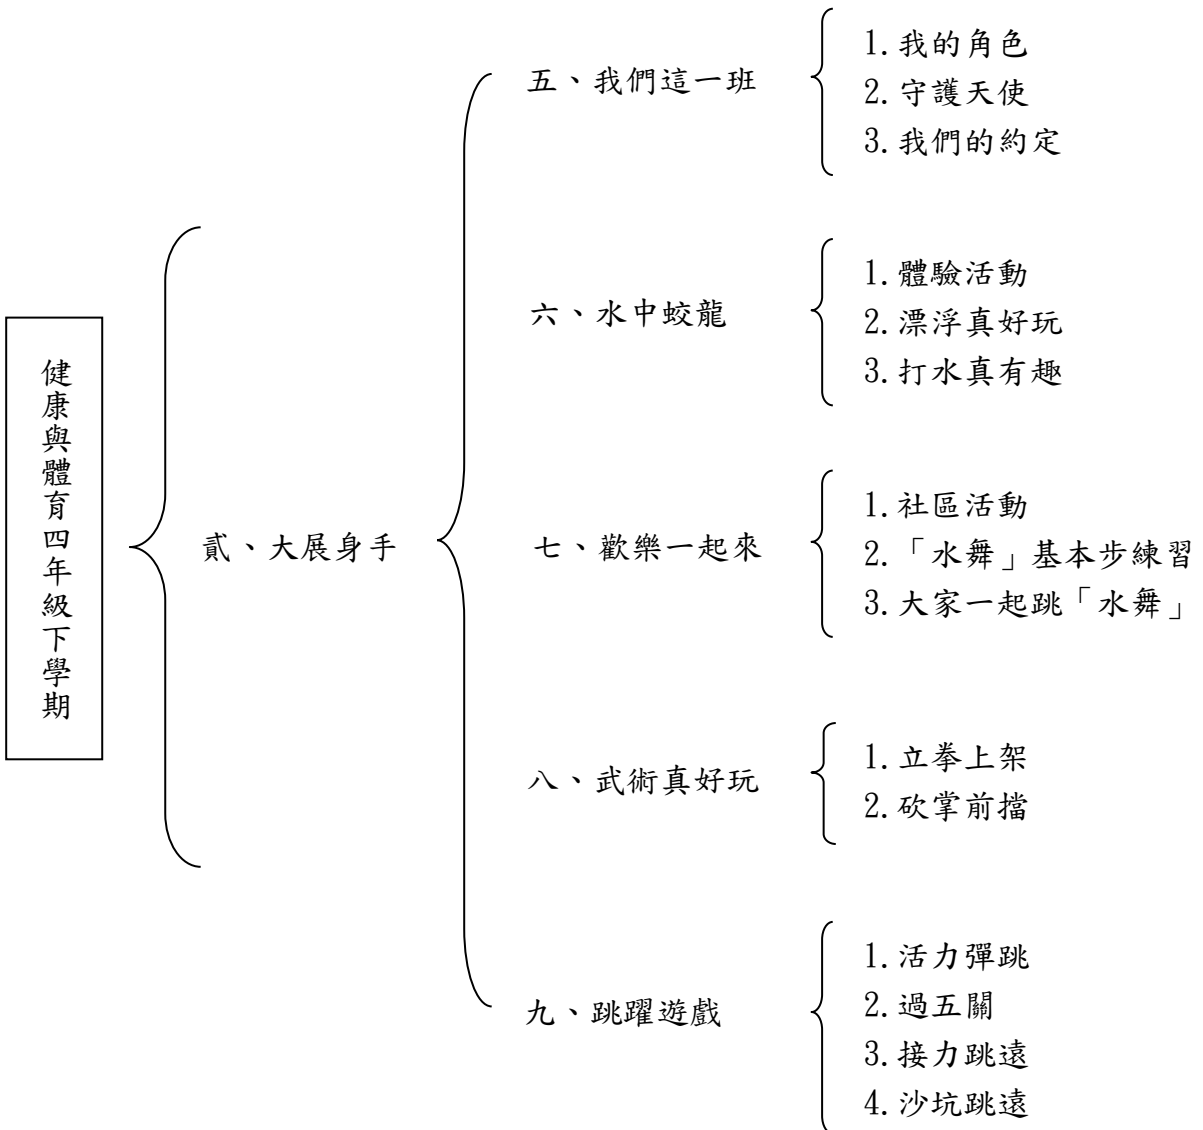 健康與體育四年級下學期
貳、大展身手
五、我們這一班
1.我的角色
2.守護天使
3.我們的約定
六、水中蛟龍
1.體驗活動
2.漂浮真好玩
3.打水真有趣
七、歡樂一起來
1.社區活動
2.「水舞」基本步練習
3.大家一起跳「水舞」
八、武術真好玩
1.立拳上架
2.砍掌前擋
九、跳躍遊戲
1.活力彈跳
2.過五關
3.接力跳遠
4.沙坑跳遠